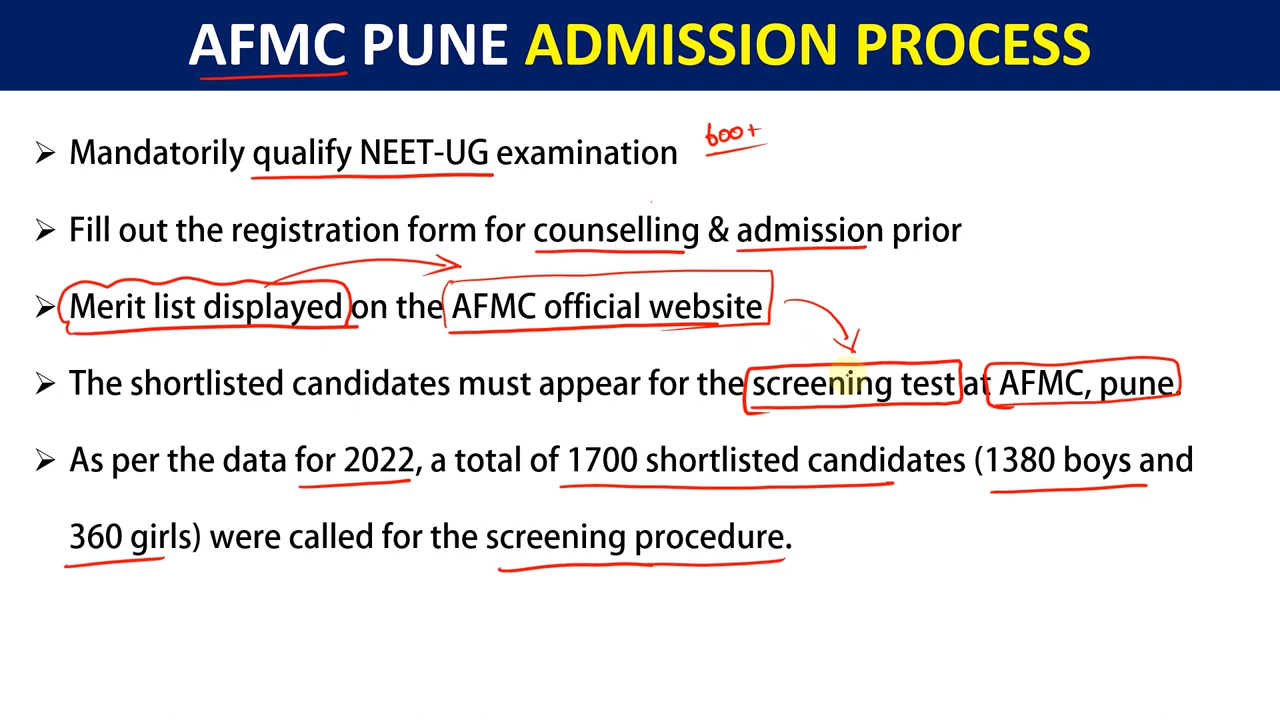 AFMC PUNE ADMISSION PROCESS
➢ Mandatorily qualify NEET-UG examination 600+
➢ Fill out the registration form for counselling & admission prior
➢ Merit list displayed on the AFMC official website
➢ The shortlisted candidates must appear for the screening test at AFMC, pune.
➢ As per the data for 2022, a total of 1700 shortlisted candidates (1380 boys and
360 girls) were called for the screening procedure.